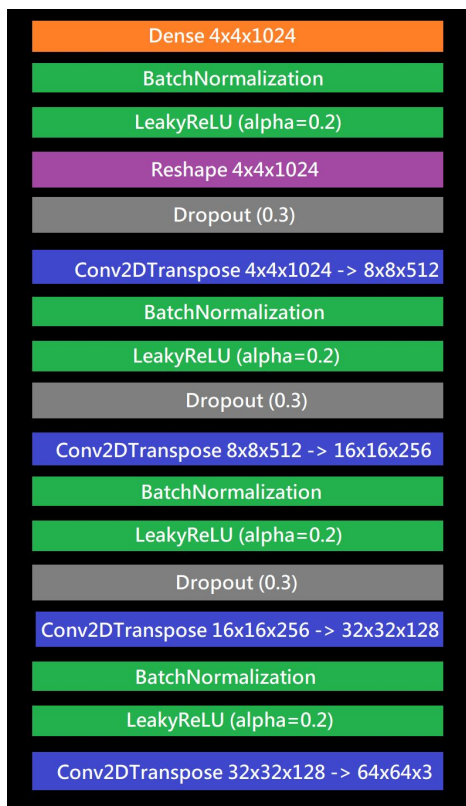 Dense 4x4x1024
BatchNormalization
LeakyReLU (alpha=0.2)
Reshape 4x4x1024
Dropout (0.3)
Conv2DTranspose 4x4x1024 -> 8x8x512
BatchNormalization
LeakyReLU (alpha=0.2)
Dropout (0.3)
Conv2DTranspose 8x8x512 -> 16x16x256
BatchNormalization
LeakyReLU (alpha=0.2)
Dropout (0.3)
Conv2DTranspose 16x16x256 -> 32x32x128
BatchNormalization
LeakyReLU (alpha=0.2)
Conv2DTranspose 32x32x128 -> 64x64x3